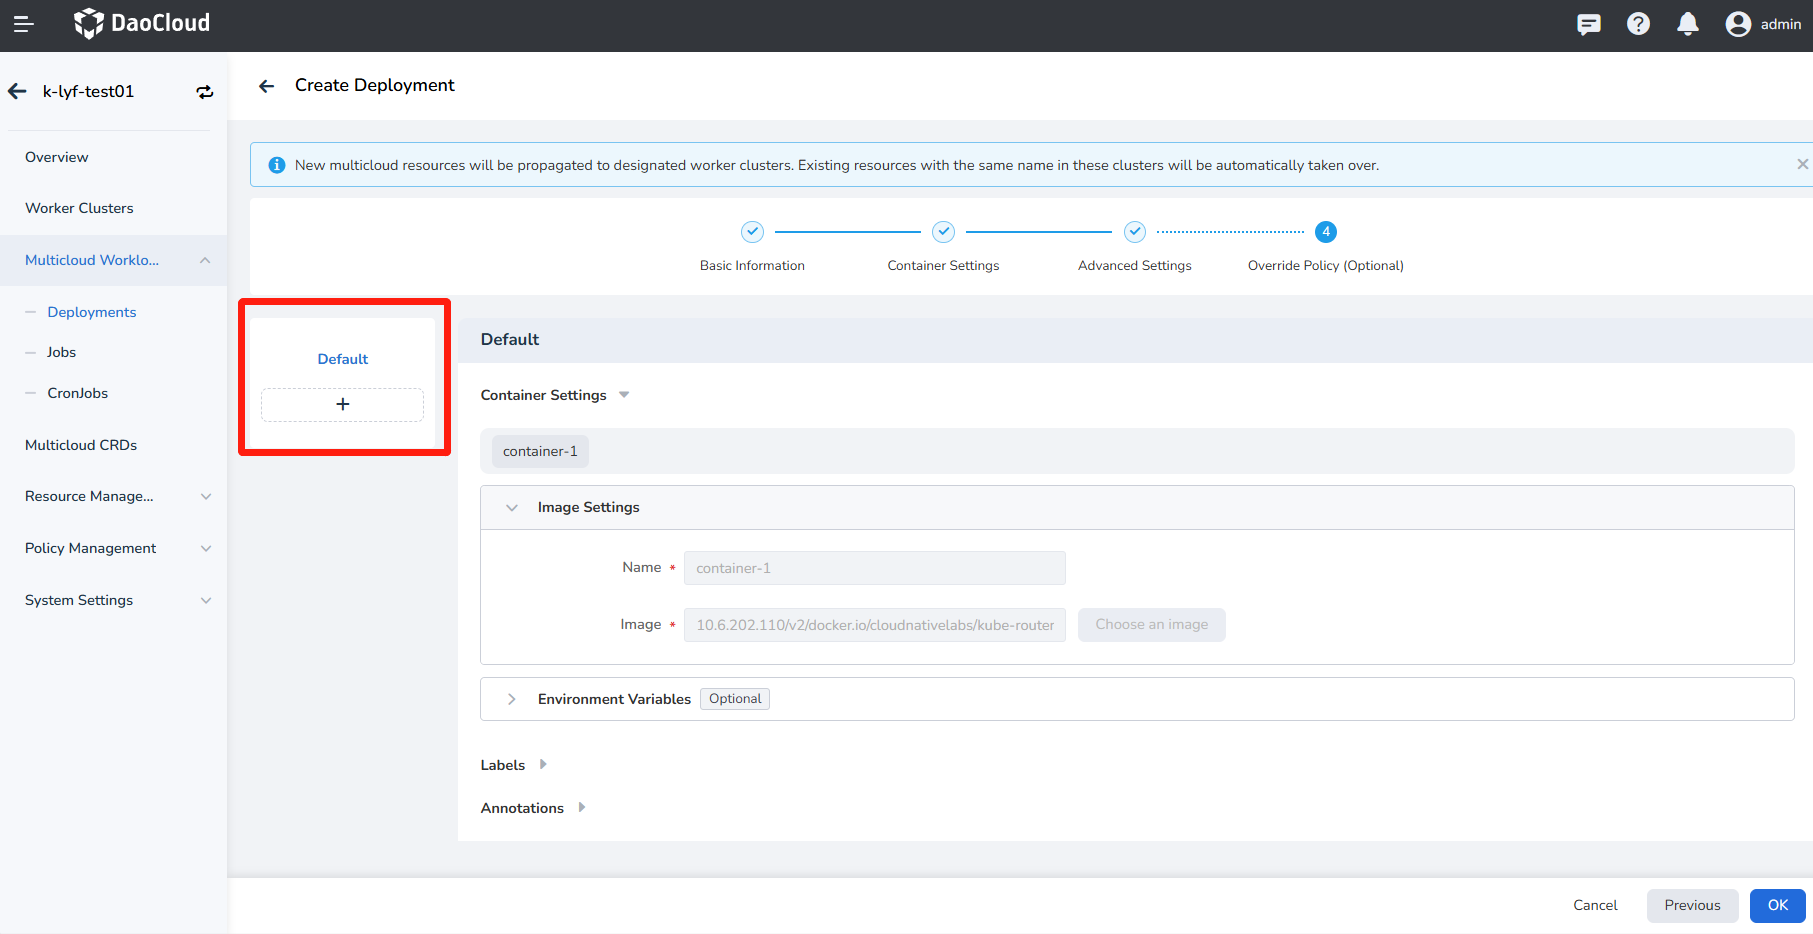 DaoCloud
admin
k-lyf-test01
Create Deployment
Overview
Worker Clusters
Multicloud Worklo...
Deployments
Jobs
CronJobs
Multicloud CRDs
Resource Manage...
Policy Management
System Settings
New multicloud resources will be propagated to designated worker clusters. Existing resources with the same name in these clusters will be automatically taken over.
4
Basic Information
Container Settings
Advanced Settings
Override Policy (Optional)
Default
+
Default
Container Settings
container-1
Image Settings
Name * container-1
Image * 10.6.202.110/v2/docker.io/cloudnativelabs/kube-router Choose an image
Environment Variables Optional
Labels
Annotations
Cancel Previous OK